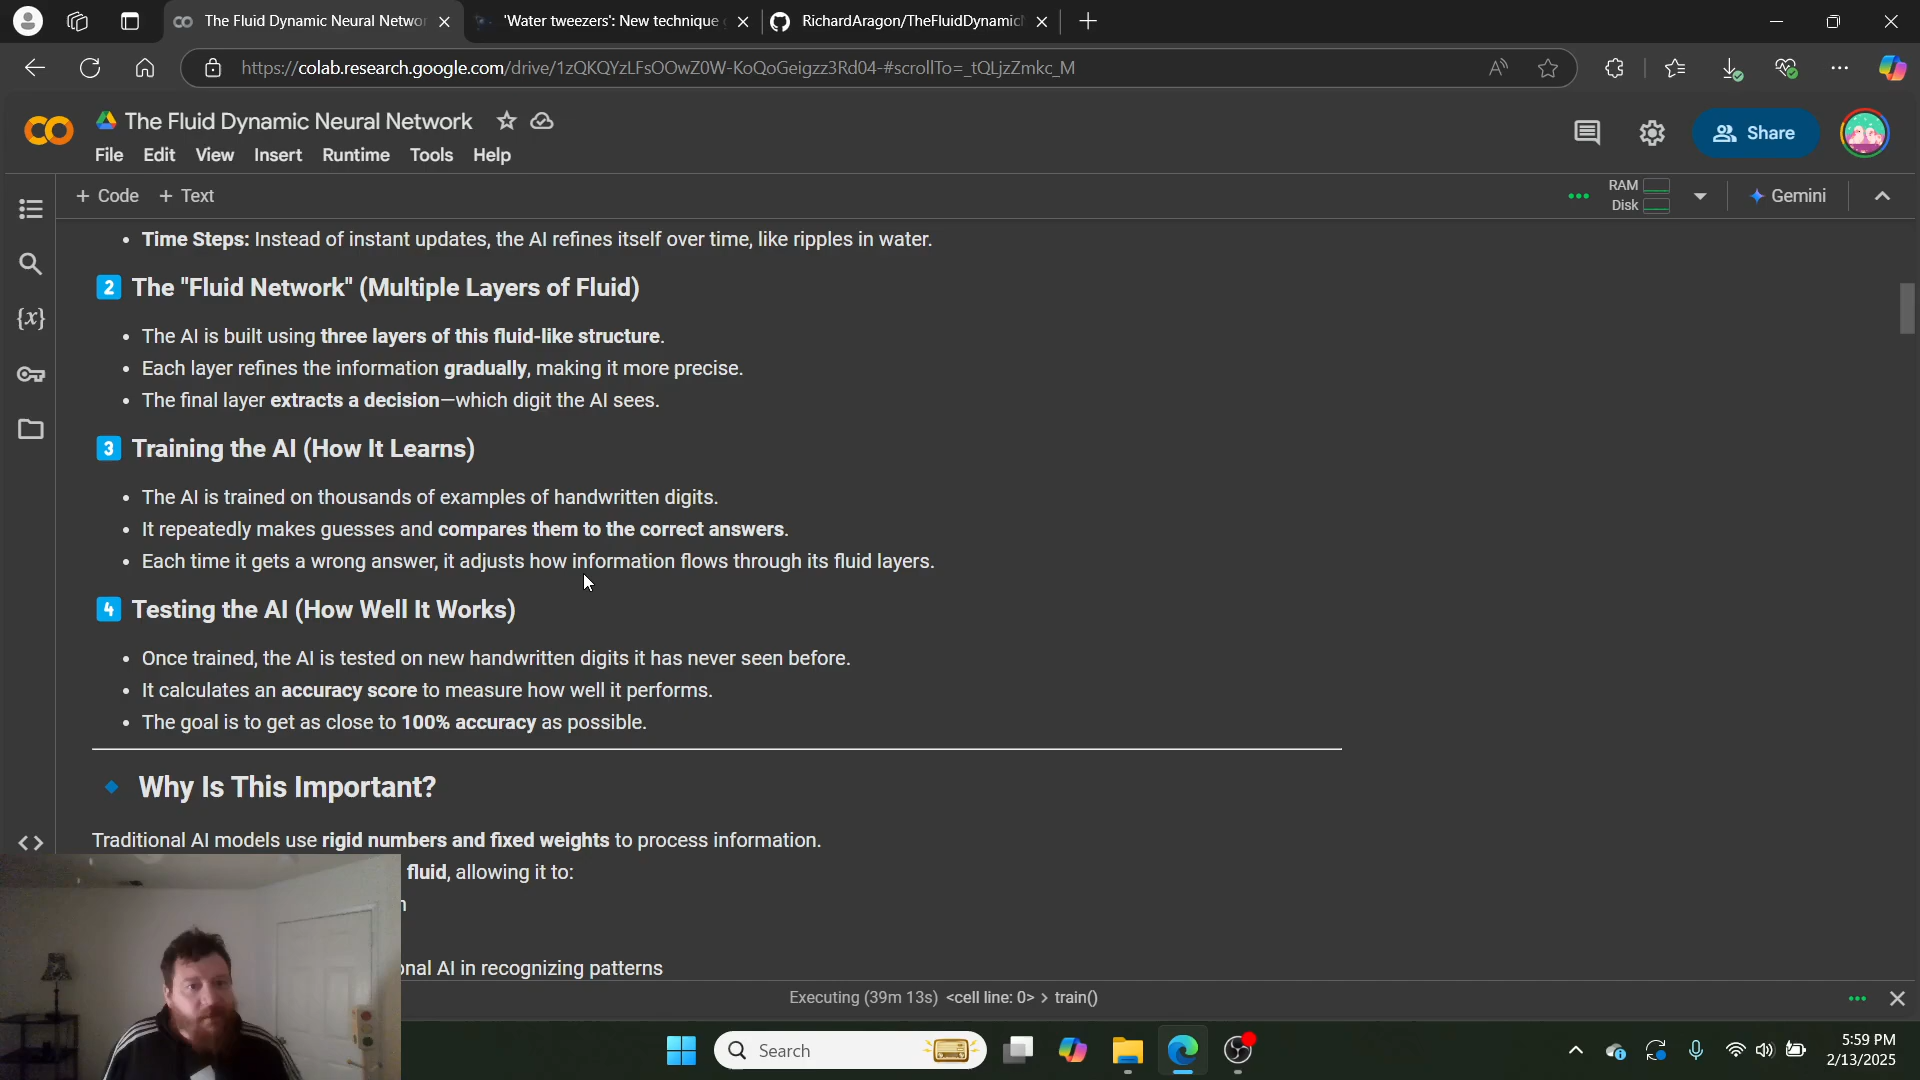 The Fluid Dynamic Neural Networ
'Water tweezers': New technique
RichardAragon/TheFluidDynamic
https://colab.research.google.com/drive/1zQKQYzLFsOOwZ0W-KoQoGeigzz3Rd04-#scrollTo=_tQLjzZmkc_M
The Fluid Dynamic Neural Network
Share
File Edit View Insert Runtime Tools Help
+ Code + Text
RAM
Disk
Gemini
• Time Steps: Instead of instant updates, the AI refines itself over time, like ripples in water.
2 The "Fluid Network" (Multiple Layers of Fluid)
• The AI is built using three layers of this fluid-like structure.
• Each layer refines the information gradually, making it more precise.
• The final layer extracts a decision—which digit the AI sees.
3 Training the AI (How It Learns)
• The AI is trained on thousands of examples of handwritten digits.
• It repeatedly makes guesses and compares them to the correct answers.
• Each time it gets a wrong answer, it adjusts how information flows through its fluid layers.
4 Testing the AI (How Well It Works)
• Once trained, the AI is tested on new handwritten digits it has never seen before.
• It calculates an accuracy score to measure how well it performs.
• The goal is to get as close to 100% accuracy as possible.
Why Is This Important?
Traditional AI models use rigid numbers and fixed weights to process information.
fluid, allowing it to:
onal AI in recognizing patterns
Executing (39m 13s) <cell line: 0> > train()
Search
5:59 PM
2/13/2025